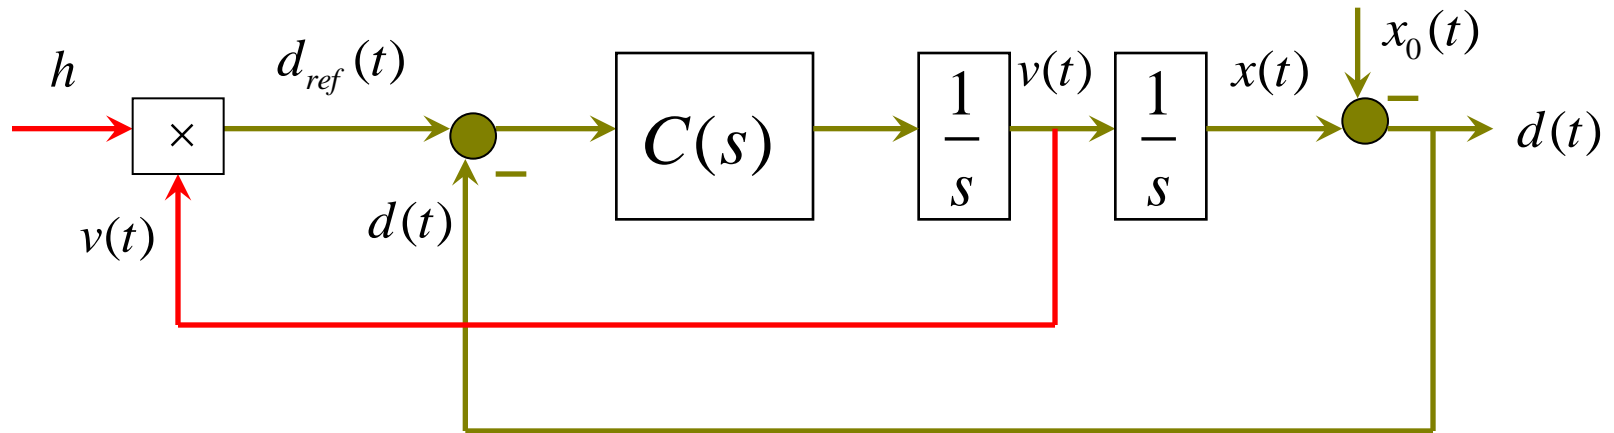 h
d_ref(t)
×
v(t)
d(t)
C(s)
1/s
v(t)
1/s
x(t)
x_0(t)
−
−
d(t)